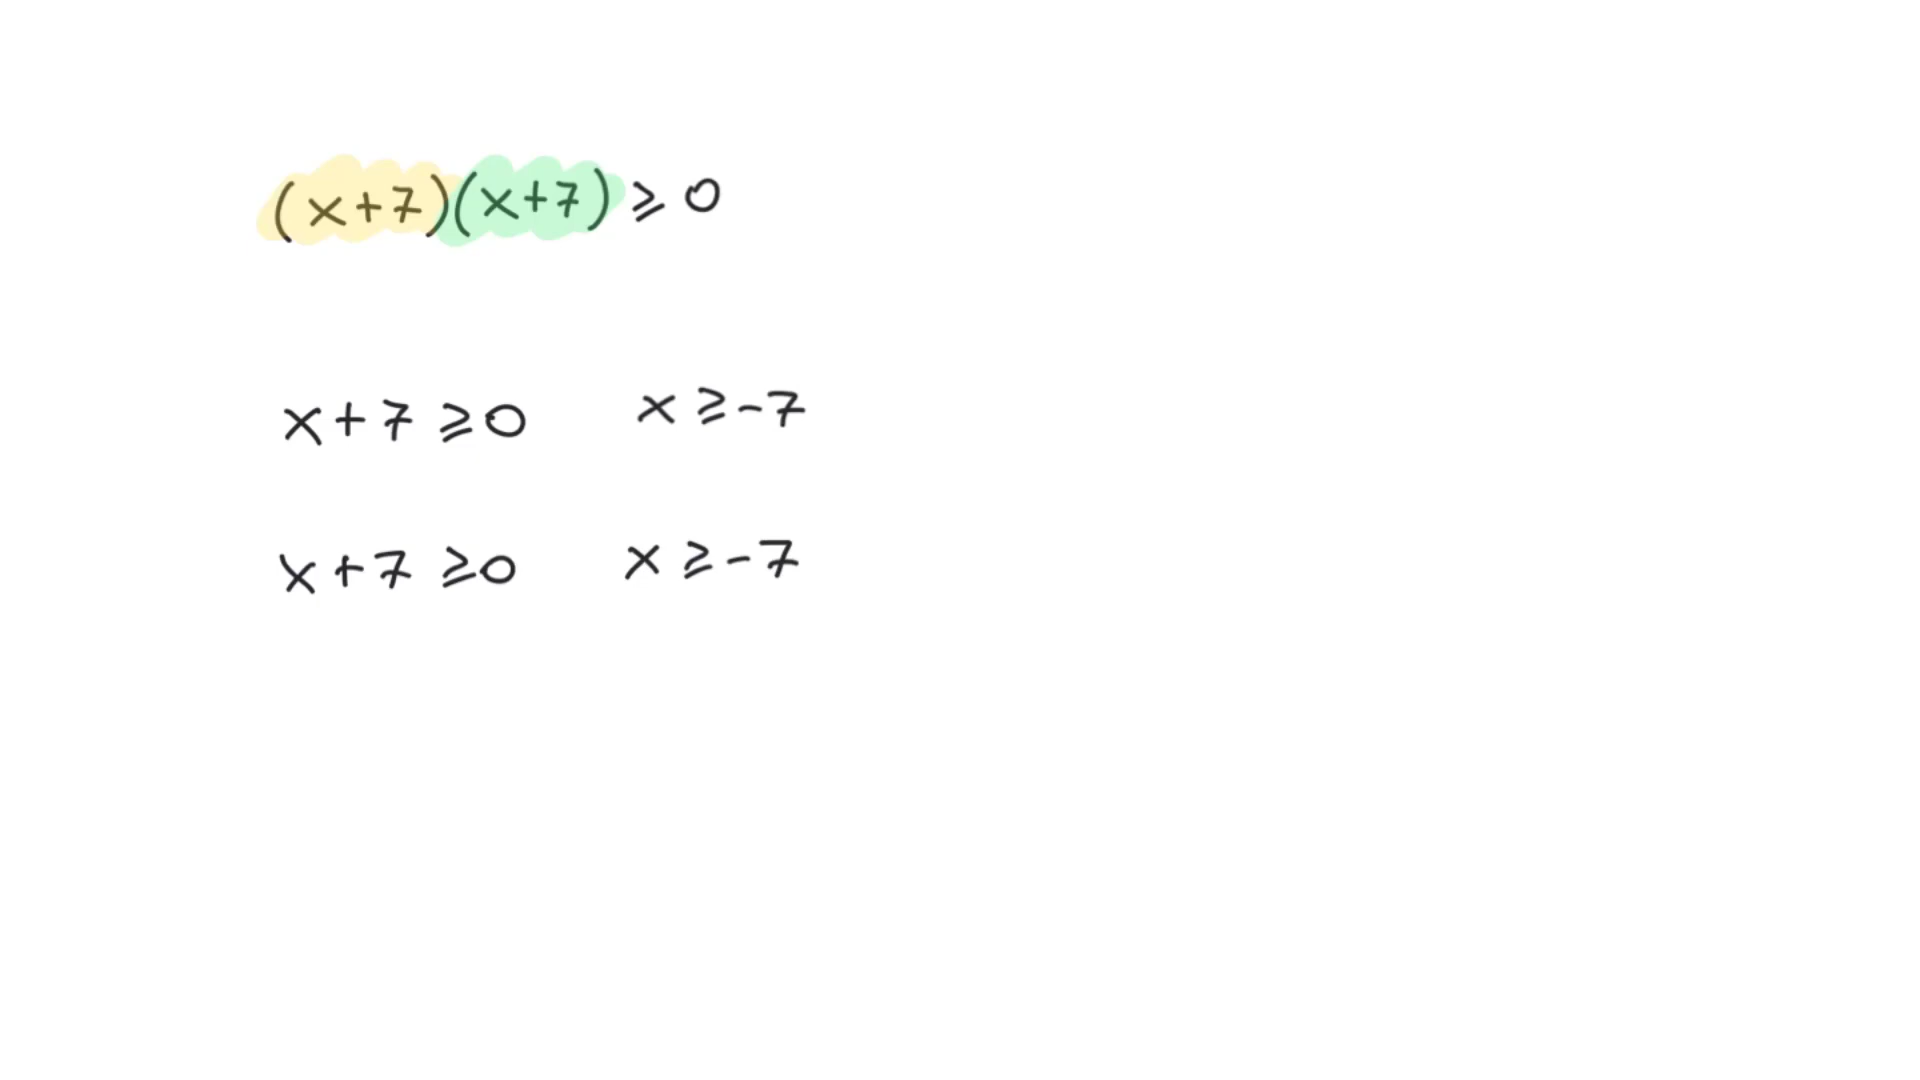 (x+7)(x+7) ⩾ 0
x+7 ⩾ 0 x ⩾ -7
x+7 ⩾ 0 x ⩾ -7